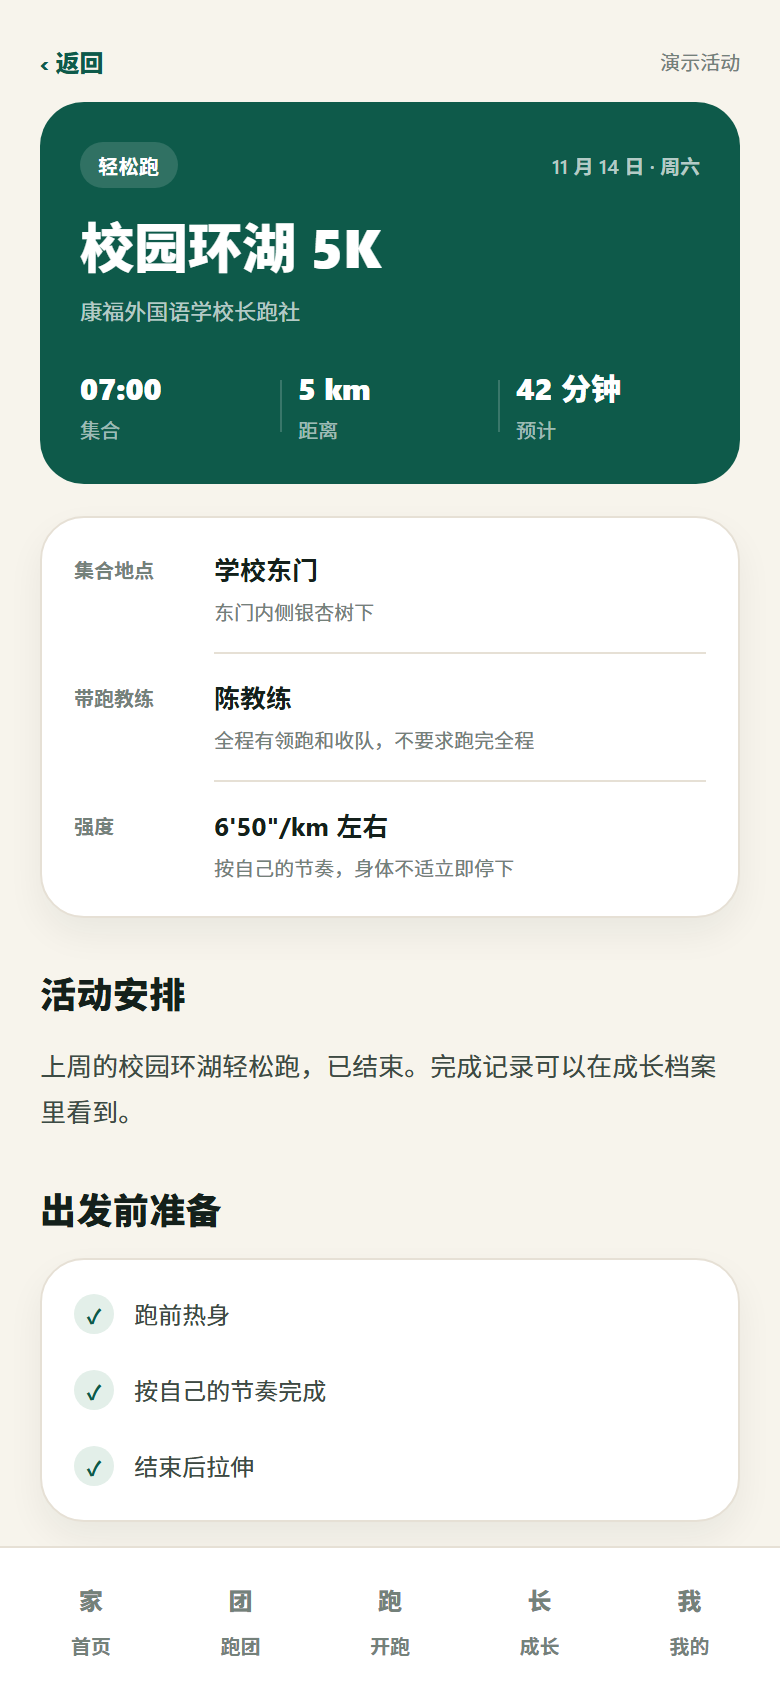 ‹ 返回
演示活动
轻松跑
11 月 14 日 · 周六
校园环湖 5K
康福外国语学校长跑社
07:00
集合
5 km
距离
42 分钟
预计
集合地点
学校东门
东门内侧银杏树下
带跑教练
陈教练
全程有领跑和收队，不要求跑完全程
强度
6'50"/km 左右
按自己的节奏，身体不适立即停下
活动安排
上周的校园环湖轻松跑，已结束。完成记录可以在成长档案
里看到。
出发前准备
✓ 跑前热身
✓ 按自己的节奏完成
✓ 结束后拉伸
家
团
跑
长
我
首页
跑团
开跑
成长
我的